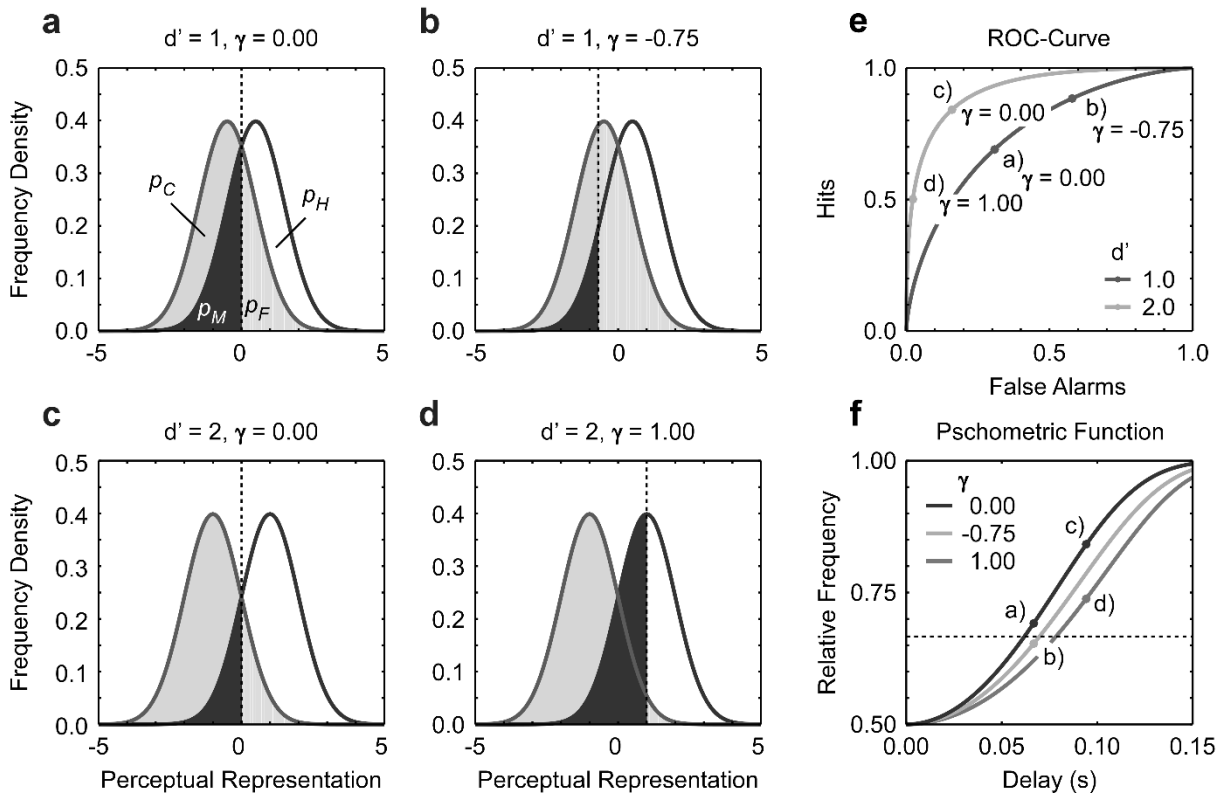 a
d' = 1, γ = 0.00
Frequency Density
0.5
0.4
0.3
0.2
0.1
0.0
pC
pH
pM
pF
-5
0
5
b
d' = 1, γ = -0.75
0.5
0.4
0.3
0.2
0.1
0.0
-5
0
5
e
ROC-Curve
Hits
1.0
0.5
0.0
c)
γ = 0.00
b)
γ = -0.75
a)
γ = 0.00
d)
γ = 1.00
d'
1.0
2.0
0.0
0.5
1.0
False Alarms
c
d' = 2, γ = 0.00
Frequency Density
0.5
0.4
0.3
0.2
0.1
0.0
-5
0
5
Perceptual Representation
d
d' = 2, γ = 1.00
0.5
0.4
0.3
0.2
0.1
0.0
-5
0
5
Perceptual Representation
f
Pschometric Function
Relative Frequency
1.00
0.75
0.50
γ
0.00
-0.75
1.00
c)
a)
d)
b)
0.00
0.05
0.10
0.15
Delay (s)